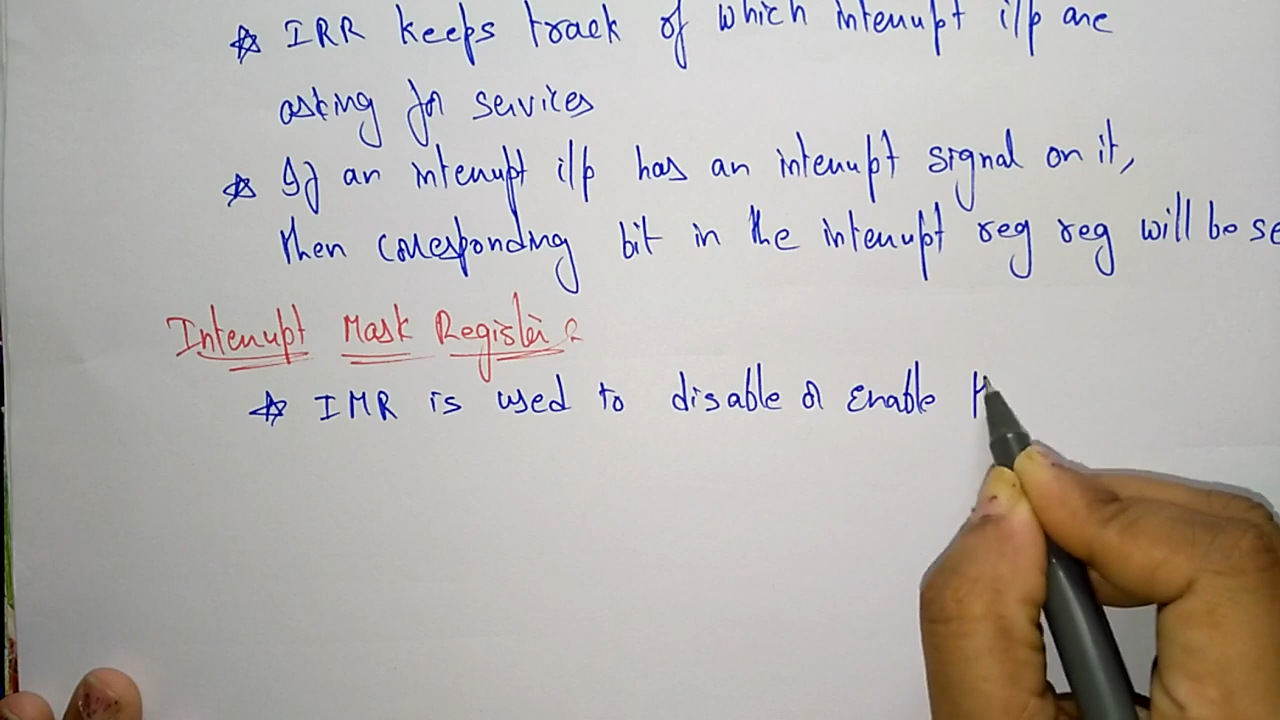 ☆ IRR keeps track of which interrupt i/p are
asking for services
☆ If an interrupt i/p has an interrupt signal on it,
then corresponding bit in the interrupt reg reg will be se
Interrupt Mask Register
☆ IMR is used to disable or enable